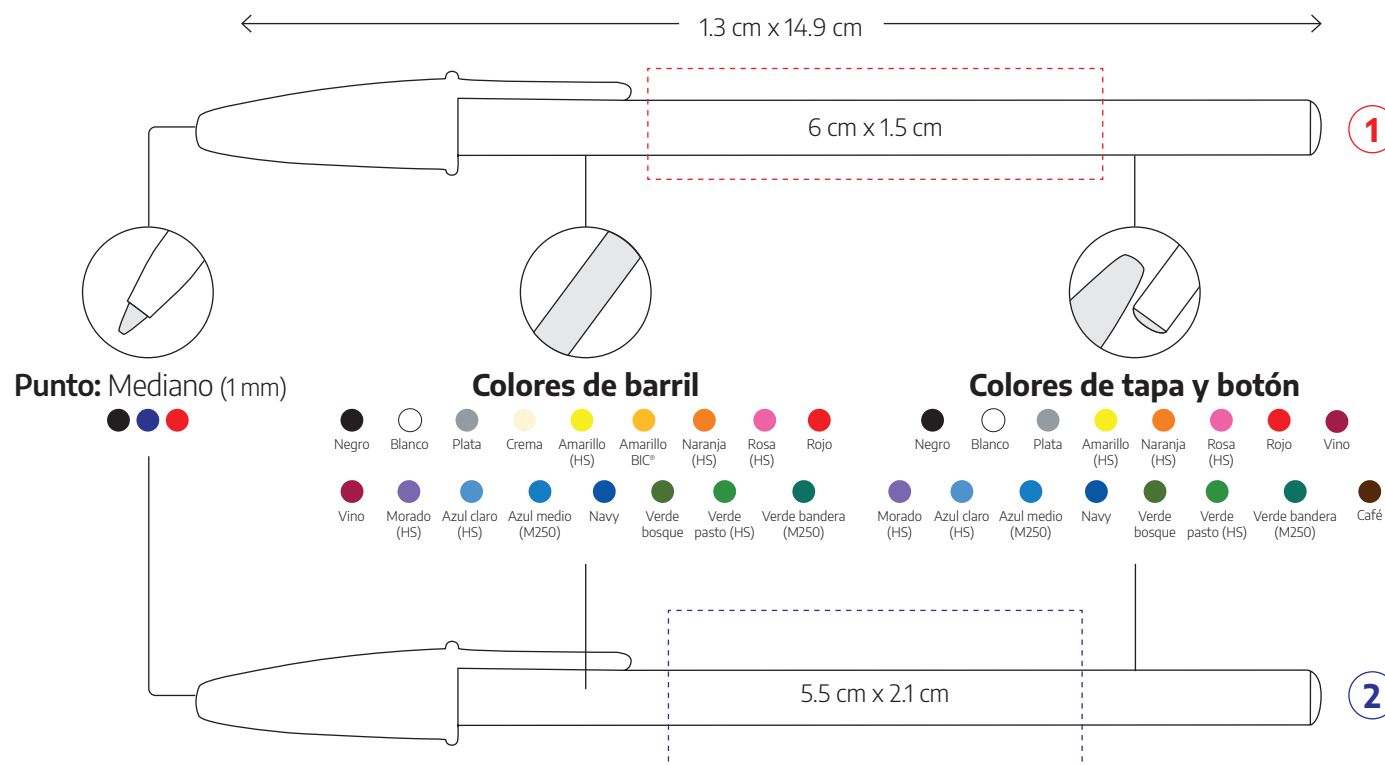 1.3 cm x 14.9 cm
6 cm x 1.5 cm
1
Punto: Mediano (1 mm)
Colores de barril
Negro Blanco Plata Crema Amarillo (HS) Amarillo BIC® Naranja (HS) Rosa (HS) Rojo
Vino Morado (HS) Azul claro (HS) Azul medio (M250) Navy Verde bosque Verde pasto (HS) Verde bandera (M250)
Colores de tapa y botón
Negro Blanco Plata Amarillo (HS) Naranja (HS) Rosa (HS) Rojo Vino
Morado (HS) Azul claro (HS) Azul medio (M250) Navy Verde bosque Verde pasto (HS) Verde bandera (M250) Café
5.5 cm x 2.1 cm
2